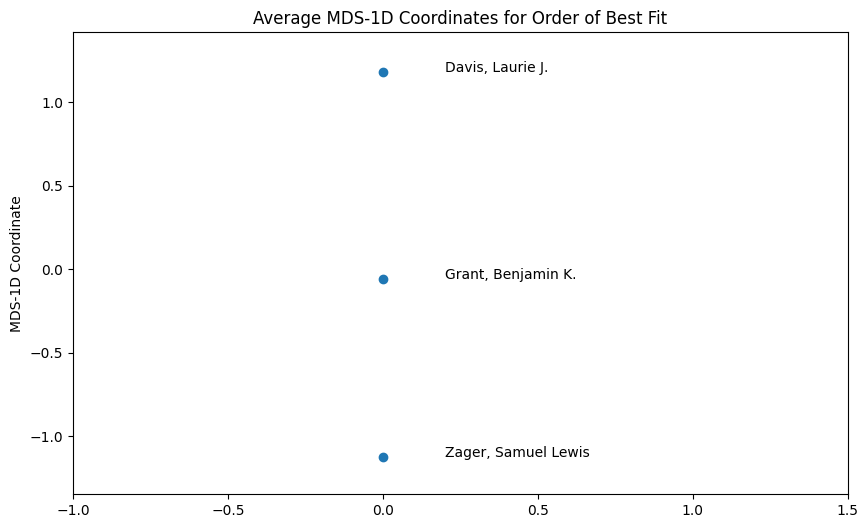 Average MDS-1D Coordinates for Order of Best Fit
MDS-1D Coordinate
1.0
0.5
0.0
−0.5
−1.0
Davis, Laurie J.
Grant, Benjamin K.
Zager, Samuel Lewis
−1.0
−0.5
0.0
0.5
1.0
1.5